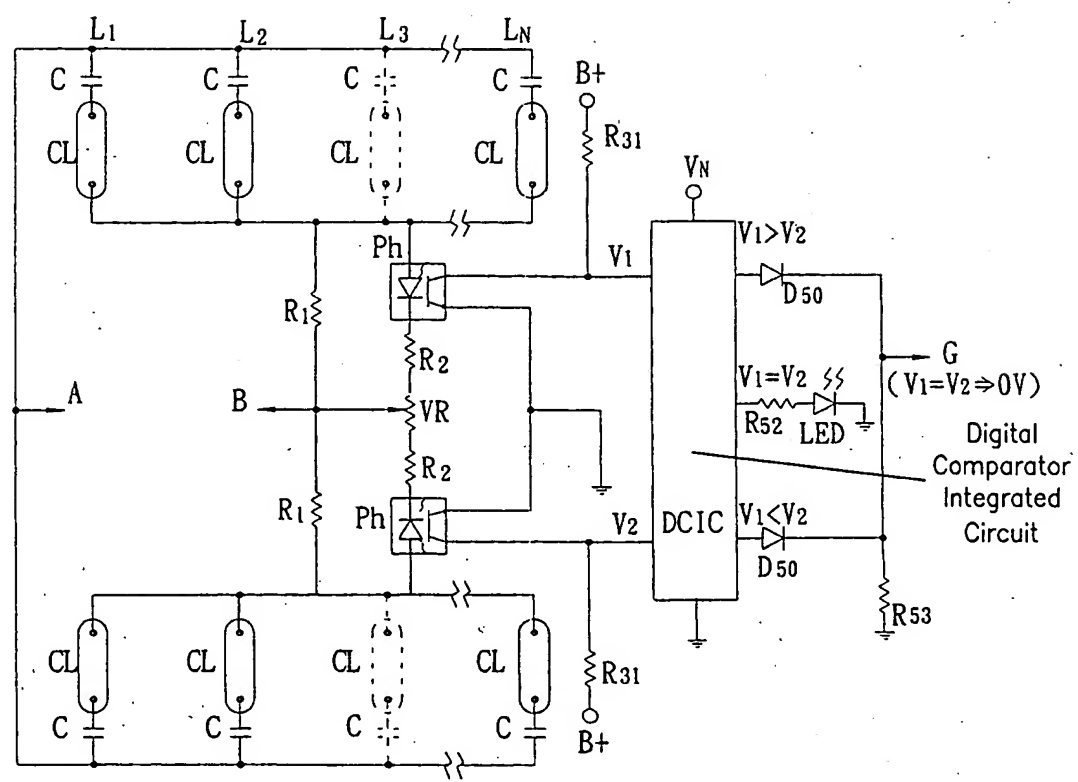 L1 L2 L3 LN
C C C C B+
CL CL CL CL R31
VN
V1>V2
Ph V1
D50
R1 R2
V1=V2 G
A B VR (V1=V2⇒0V)
R52 LED
R2 Digital
Comparator
Integrated
Circuit
R1 Ph V2 DCIC V1<V2
D50
R53
CL CL CL CL R31
C C C C
B+